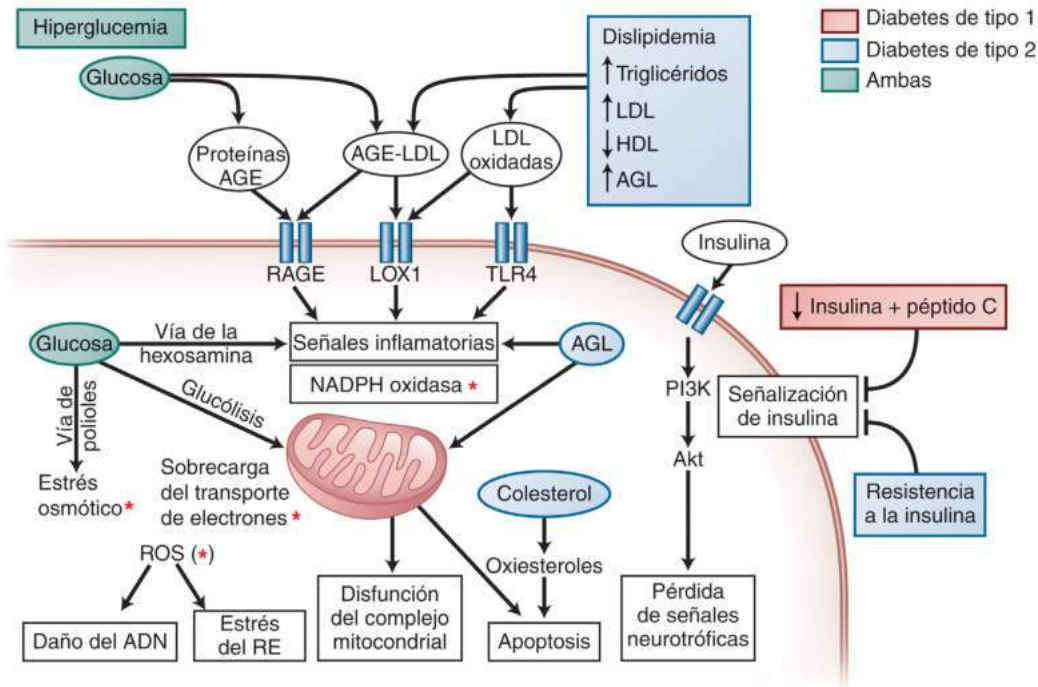 Hiperglucemia
Glucosa
Proteínas
AGE
AGE-LDL
LDL
oxidadas
Dislipidemia
↑ Triglicéridos
↑ LDL
↓ HDL
↑ AGL
Diabetes de tipo 1
Diabetes de tipo 2
Ambas
RAGE
LOX1
TLR4
Insulina
↓ Insulina + péptido C
Glucosa
Vía de la
hexosamina
Señales inflamatorias
AGL
NADPH oxidasa *
Vía de
polioles
Glucólisis
PI3K
Akt
Señalización
de insulina
Resistencia
a la insulina
Estrés
osmótico *
Sobrecarga
del transporte
de electrones *
Colesterol
Oxiesteroles
ROS (*)
Daño del ADN
Estrés
del RE
Disfunción
del complejo
mitocondrial
Apoptosis
Pérdida
de señales
neurotróficas